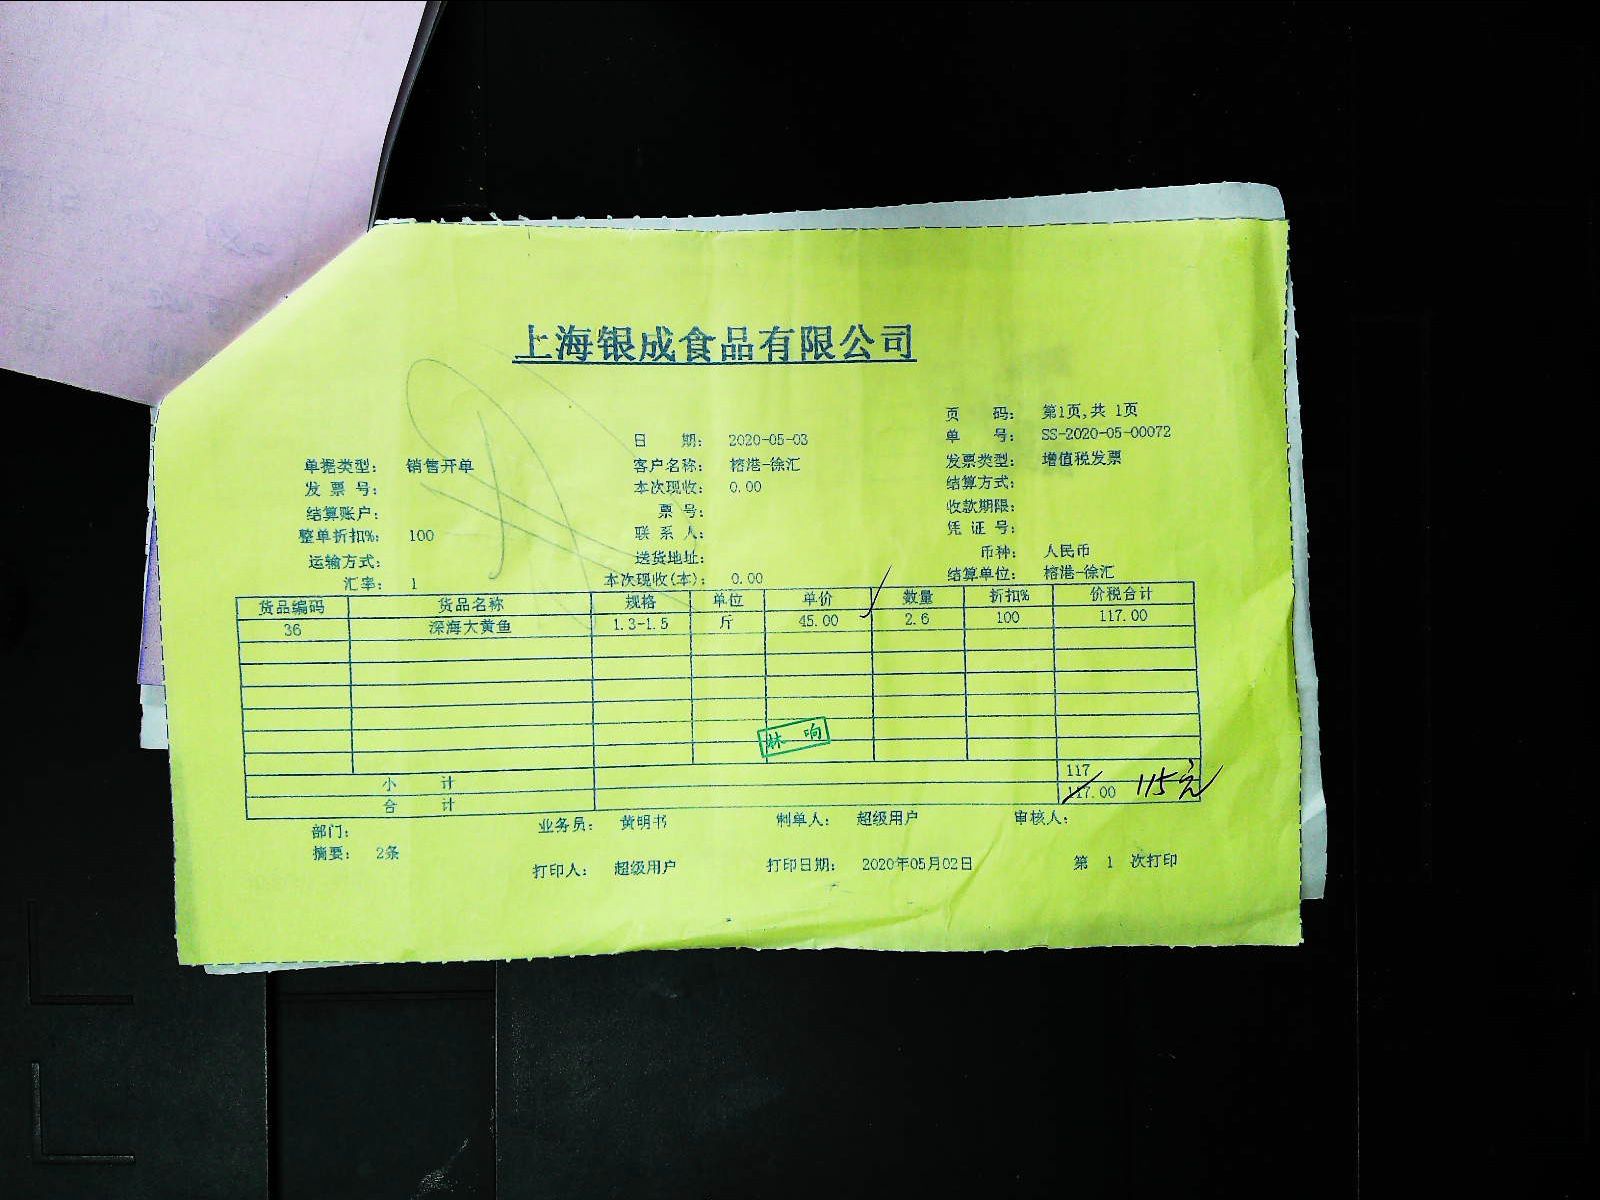 上海银成食品有限公司
页 码： 第1页,共 1页
日 期： 2020-05-03 单 号： SS-2020-05-00072
单据类型： 销售开单 客户名称： 榕港-徐汇 发票类型： 增值税发票
发 票 号： 本次现收： 0.00 结算方式：
结算账户： 票 号： 收款期限：
整单折扣%： 100 联 系 人： 凭 证 号：
运输方式： 送货地址： 币种： 人民币
汇率： 1 本次现收(本)： 0.00 结算单位： 榕港-徐汇
货品编码 货品名称 规格 单位 单价 数量 折扣% 价税合计
36 深海大黄鱼 1.3-1.5 斤 45.00 2.6 100 117.00
林 响
小 计 117
合 计 117.00 115元
部门： 业务员： 黄明书 制单人： 超级用户 审核人：
摘要： 2条
打印人： 超级用户 打印日期： 2020年05月02日 第 1 次打印